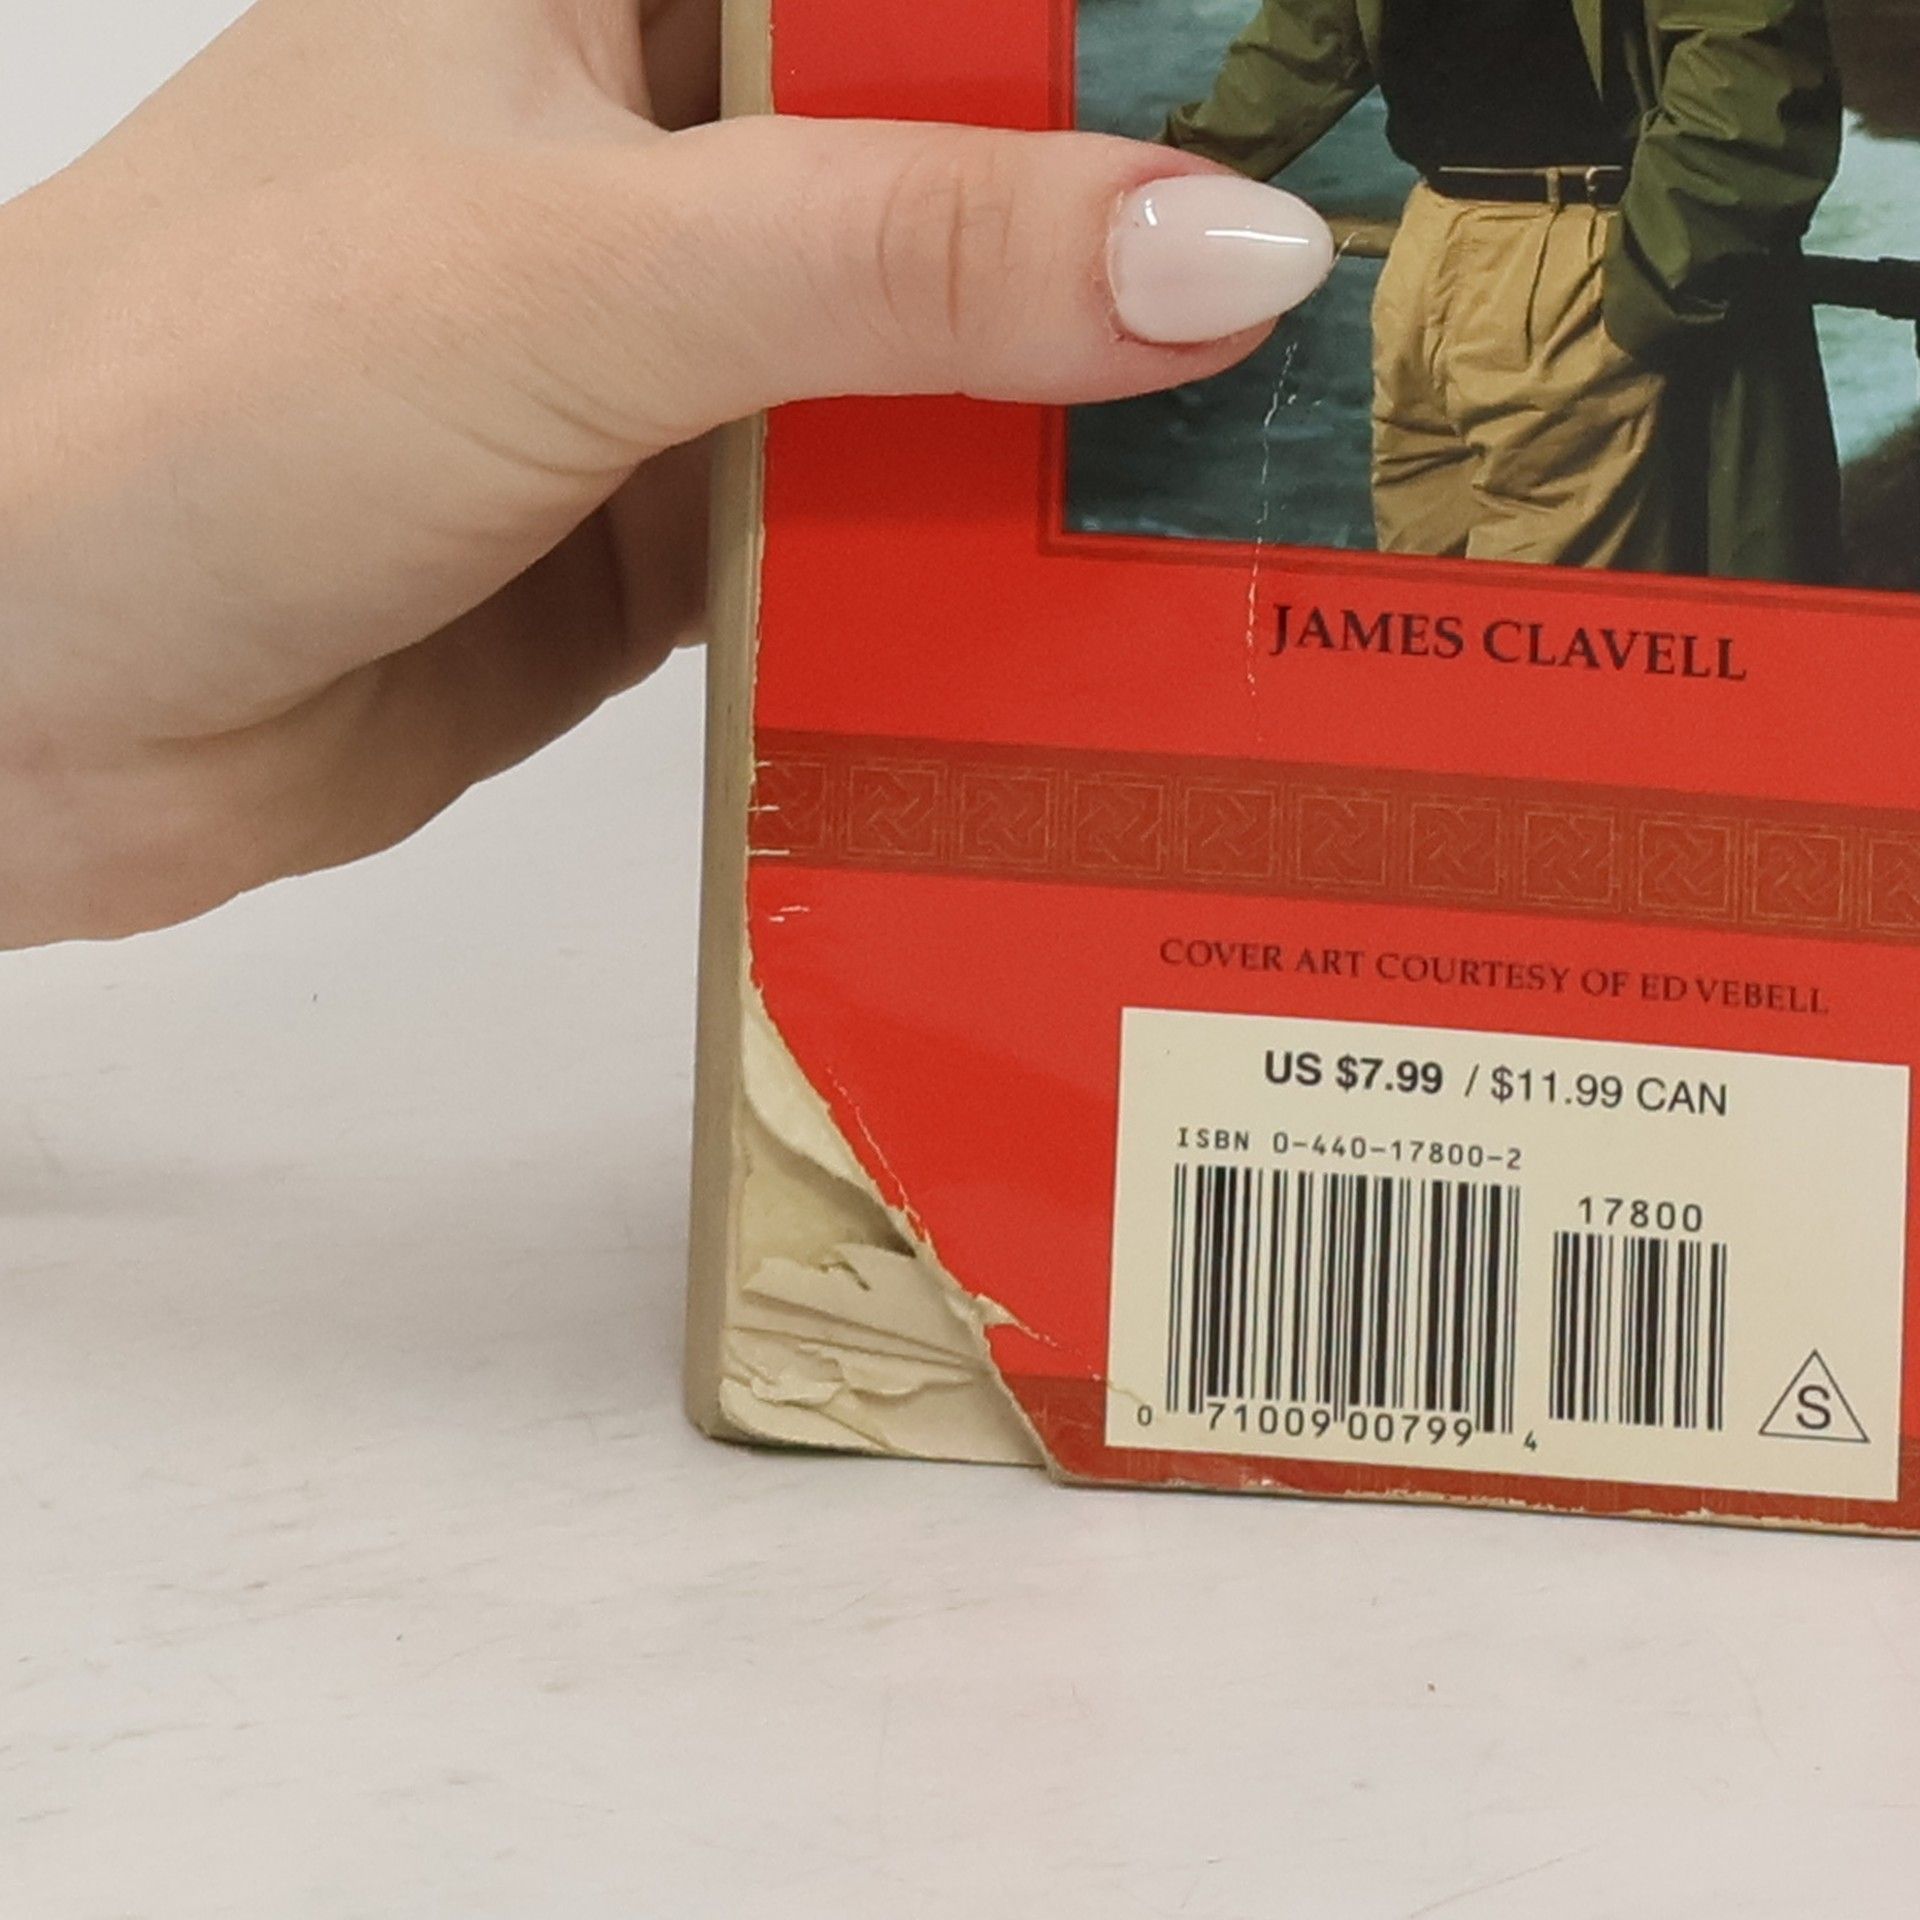 JAMES CLAVELL
COVER ART COURTESY OF ED VEBELL
US $7.99 / $11.99 CAN
ISBN 0-440-17800-2
17800
0 71009 00799 4
S